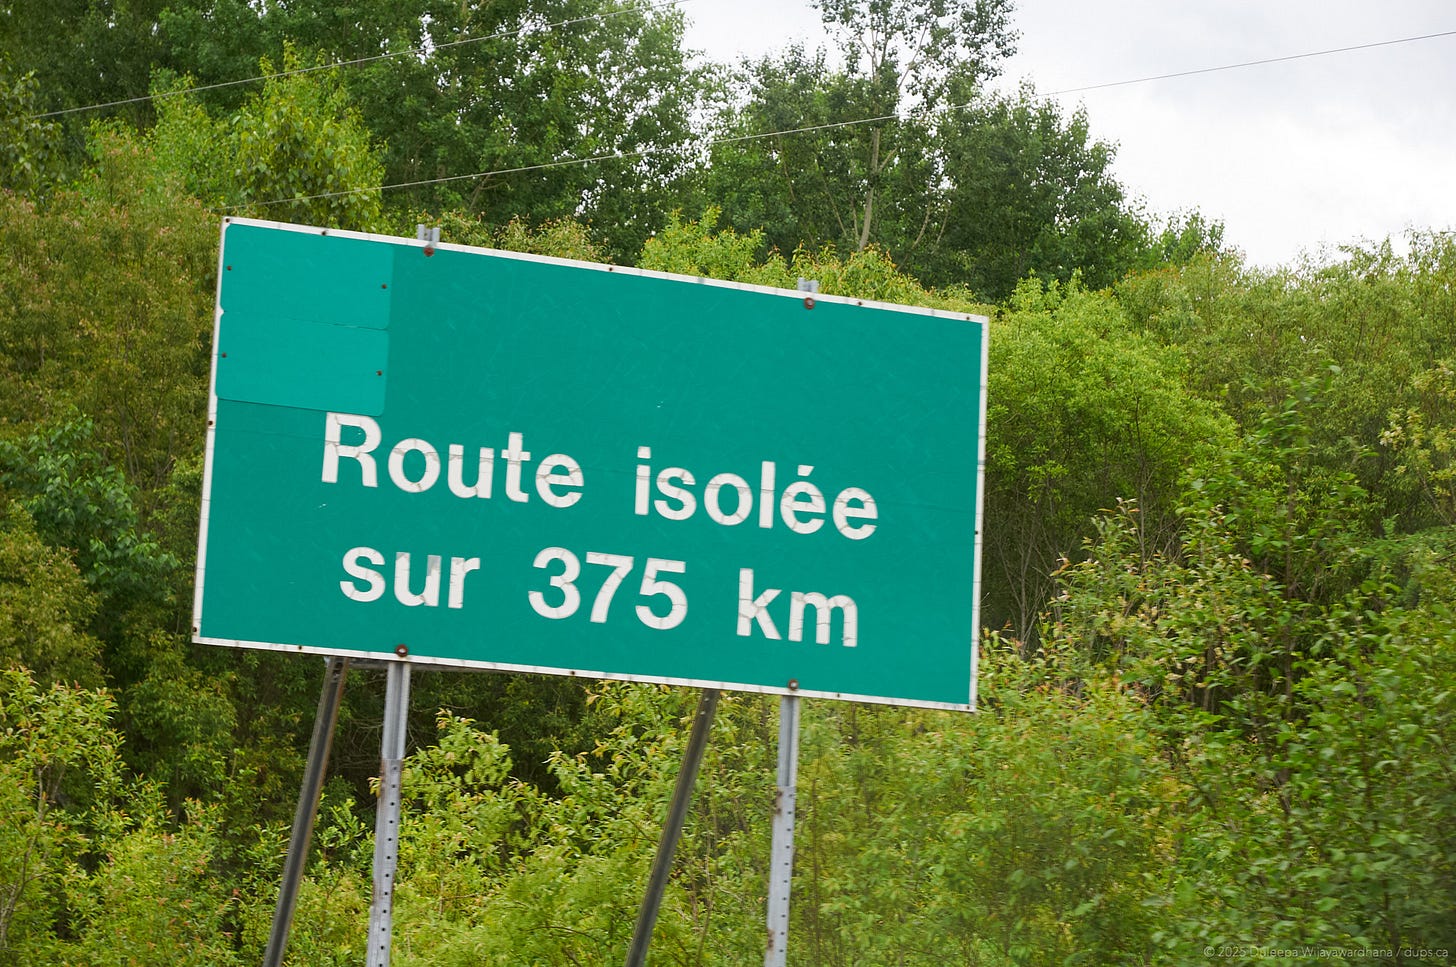 Route isolée
sur 375 km
© 2025 Duleepa Wijayawardhana / dups.ca